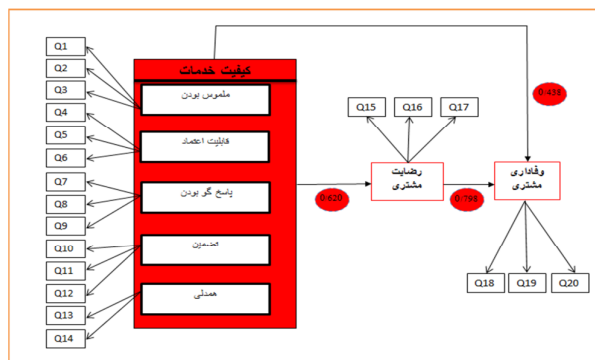 Q1
Q2
Q3
Q4
Q5
Q6
Q7
Q8
Q9
Q10
Q11
Q12
Q13
Q14
کیفیت خدمات
ملموس بودن
قابلیت اعتماد
پاسخ گو بودن
تضمین
همدلی
0.620
Q15
Q16
Q17
رضایت
مشتری
0.798
0.438
وفاداری
مشتری
Q18
Q19
Q20